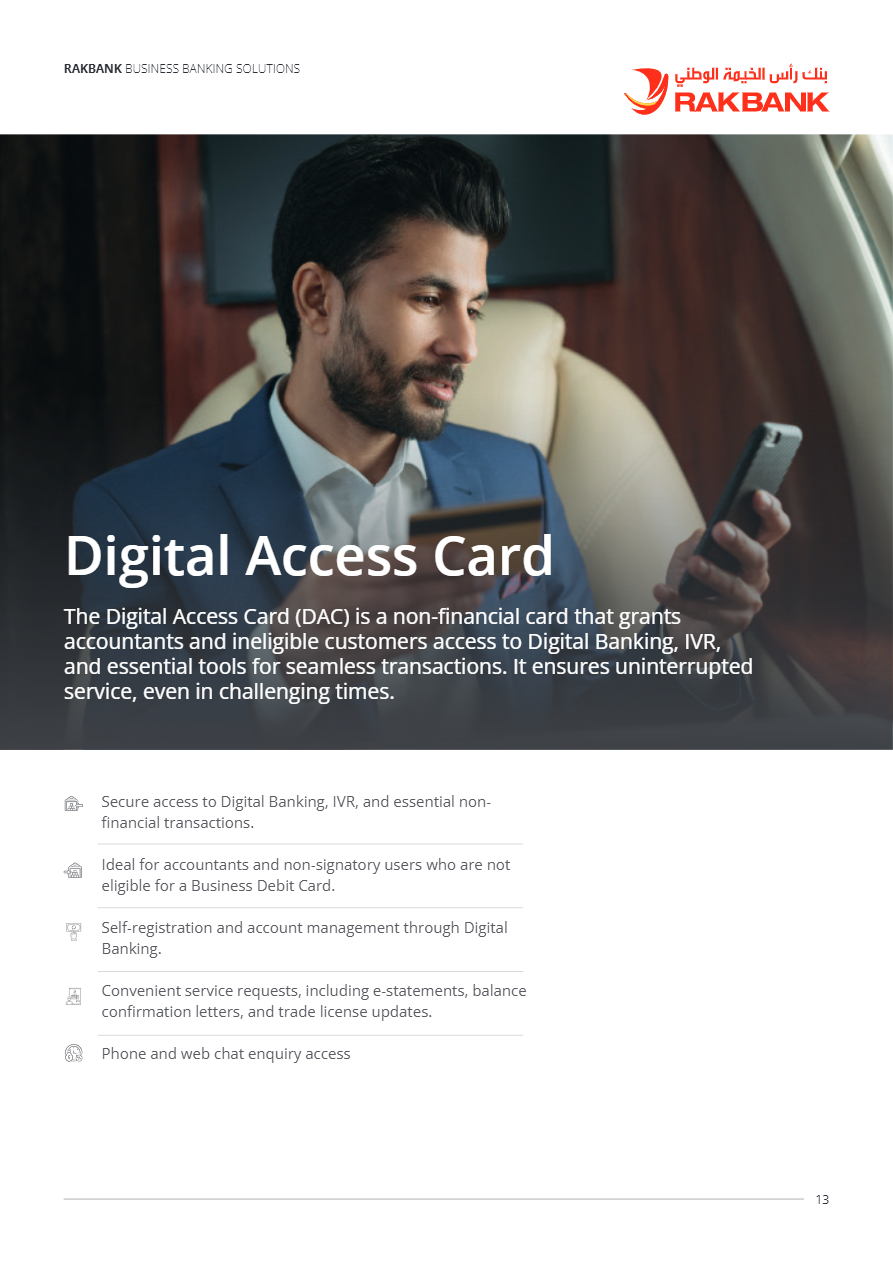 RAKBANK BUSINESS BANKING SOLUTIONS
بنك رأس الخيمة الوطني
RAKBANK
Digital Access Card
The Digital Access Card (DAC) is a non-financial card that grants
accountants and ineligible customers access to Digital Banking, IVR,
and essential tools for seamless transactions. It ensures uninterrupted
service, even in challenging times.
Secure access to Digital Banking, IVR, and essential non-
financial transactions.
Ideal for accountants and non-signatory users who are not
eligible for a Business Debit Card.
Self-registration and account management through Digital
Banking.
Convenient service requests, including e-statements, balance
confirmation letters, and trade license updates.
Phone and web chat enquiry access
13